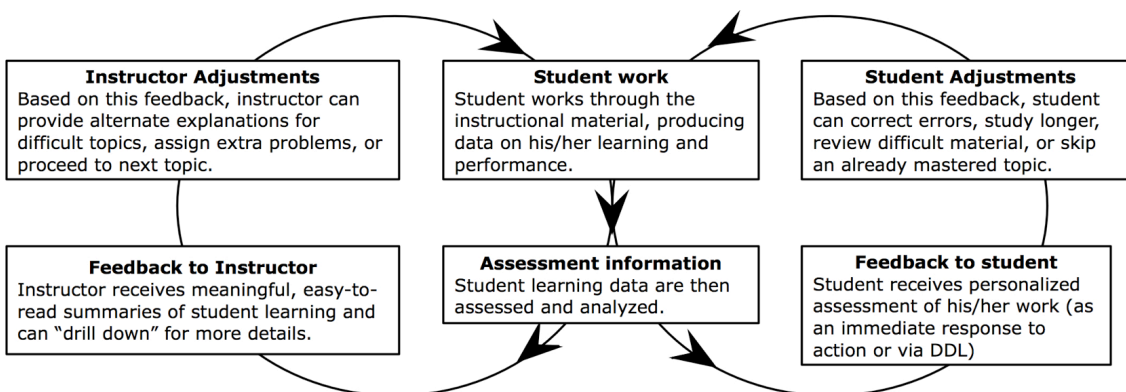 Instructor Adjustments
Based on this feedback, instructor can
provide alternate explanations for
difficult topics, assign extra problems, or
proceed to next topic.
Student work
Student works through the
instructional material, producing
data on his/her learning and
performance.
Student Adjustments
Based on this feedback, student
can correct errors, study longer,
review difficult material, or skip
an already mastered topic.
Feedback to Instructor
Instructor receives meaningful, easy-to-
read summaries of student learning and
can “drill down” for more details.
Assessment information
Student learning data are then
assessed and analyzed.
Feedback to student
Student receives personalized
assessment of his/her work (as
an immediate response to
action or via DDL)